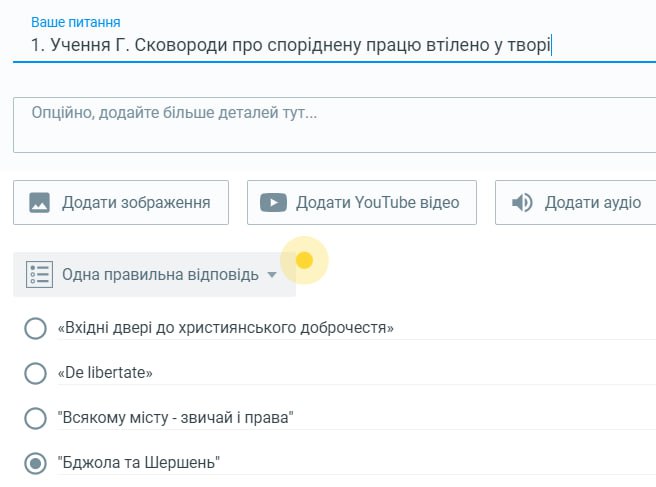 Ваше питання
1. Учення Г. Сковороди про споріднену працю втілено у творі
Опційно, додайте більше деталей тут...
Додати зображення
Додати YouTube відео
Додати аудіо
Одна правильна відповідь
«Вхідні двері до християнського доброчестя»
«De libertate»
"Всякому місту - звичай і права"
"Бджола та Шершень"